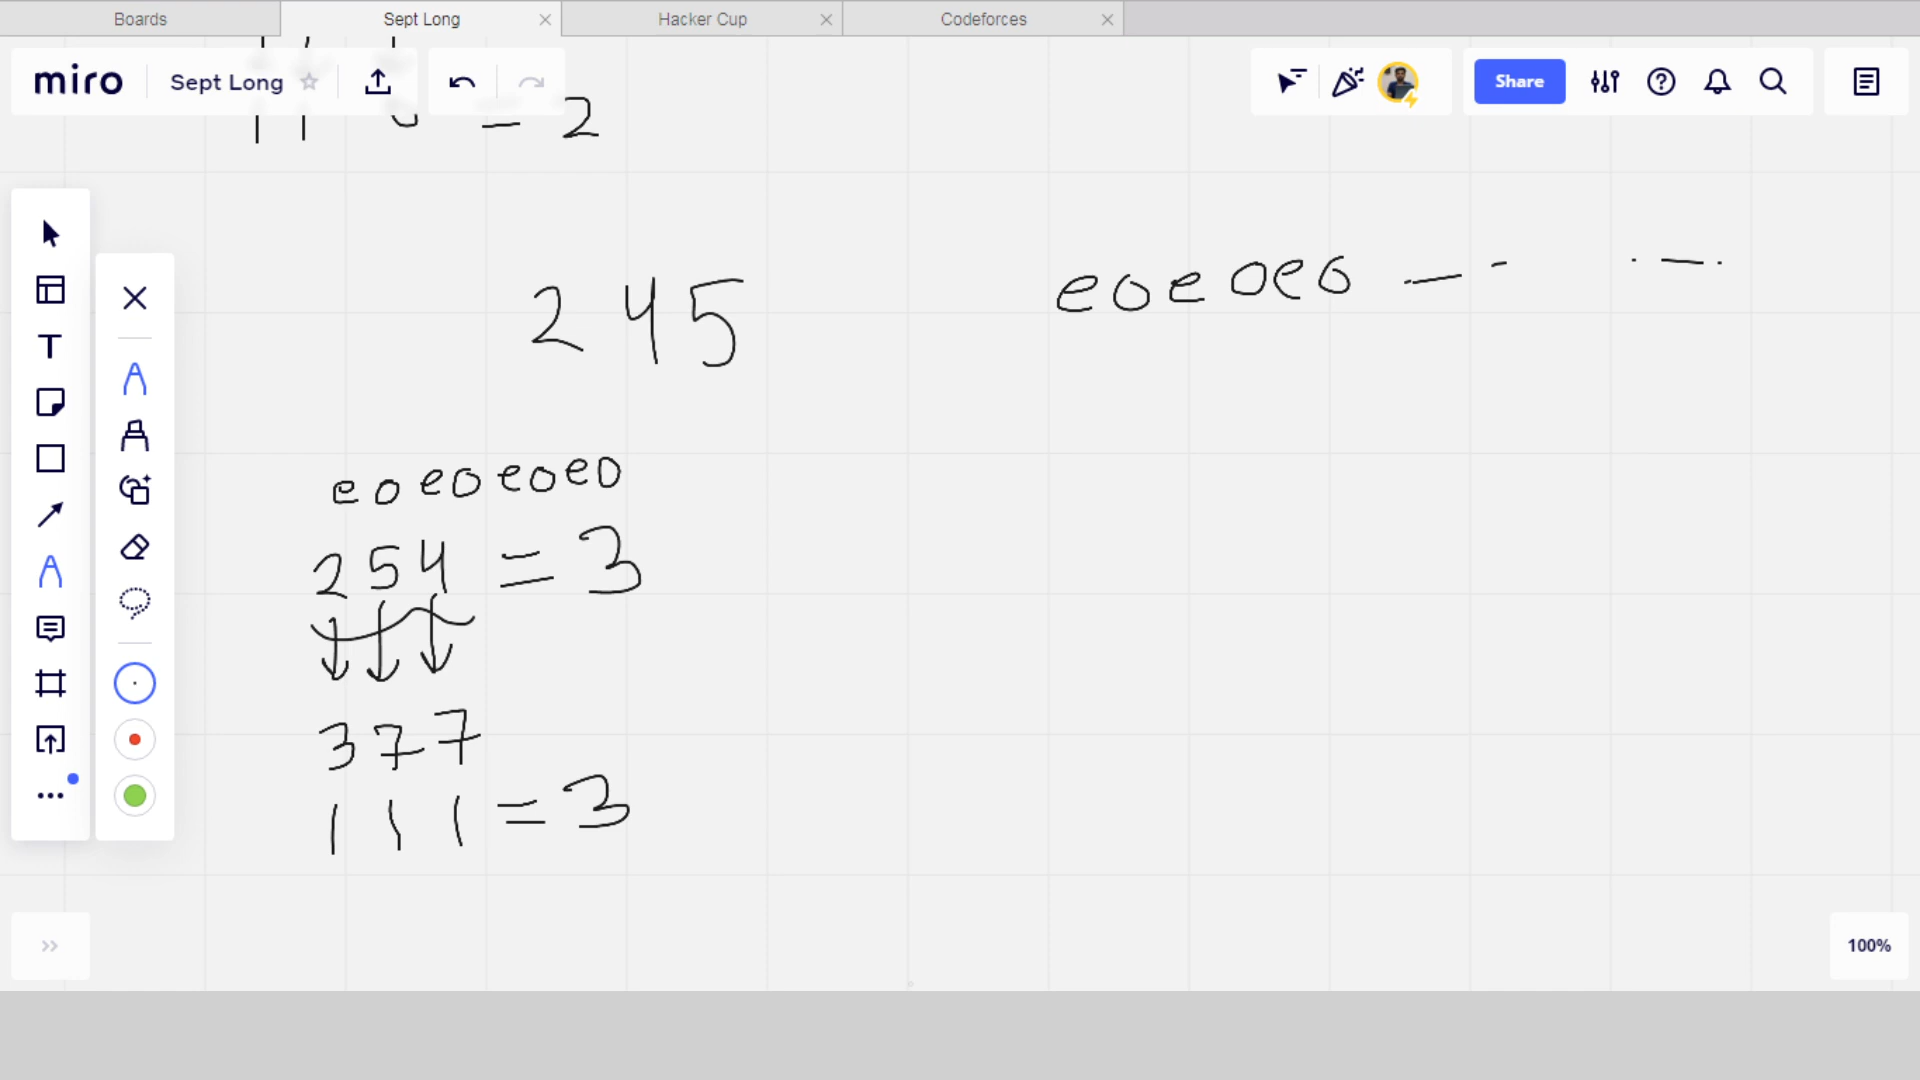 Boards
Sept Long
Hacker Cup
Codeforces
miro
Sept Long
Share
= 2
T
2 4 5
e o e o e o — -
e o e o e o e o
2 5 4 = 3
3 7 7
1 1 1 = 3
100%